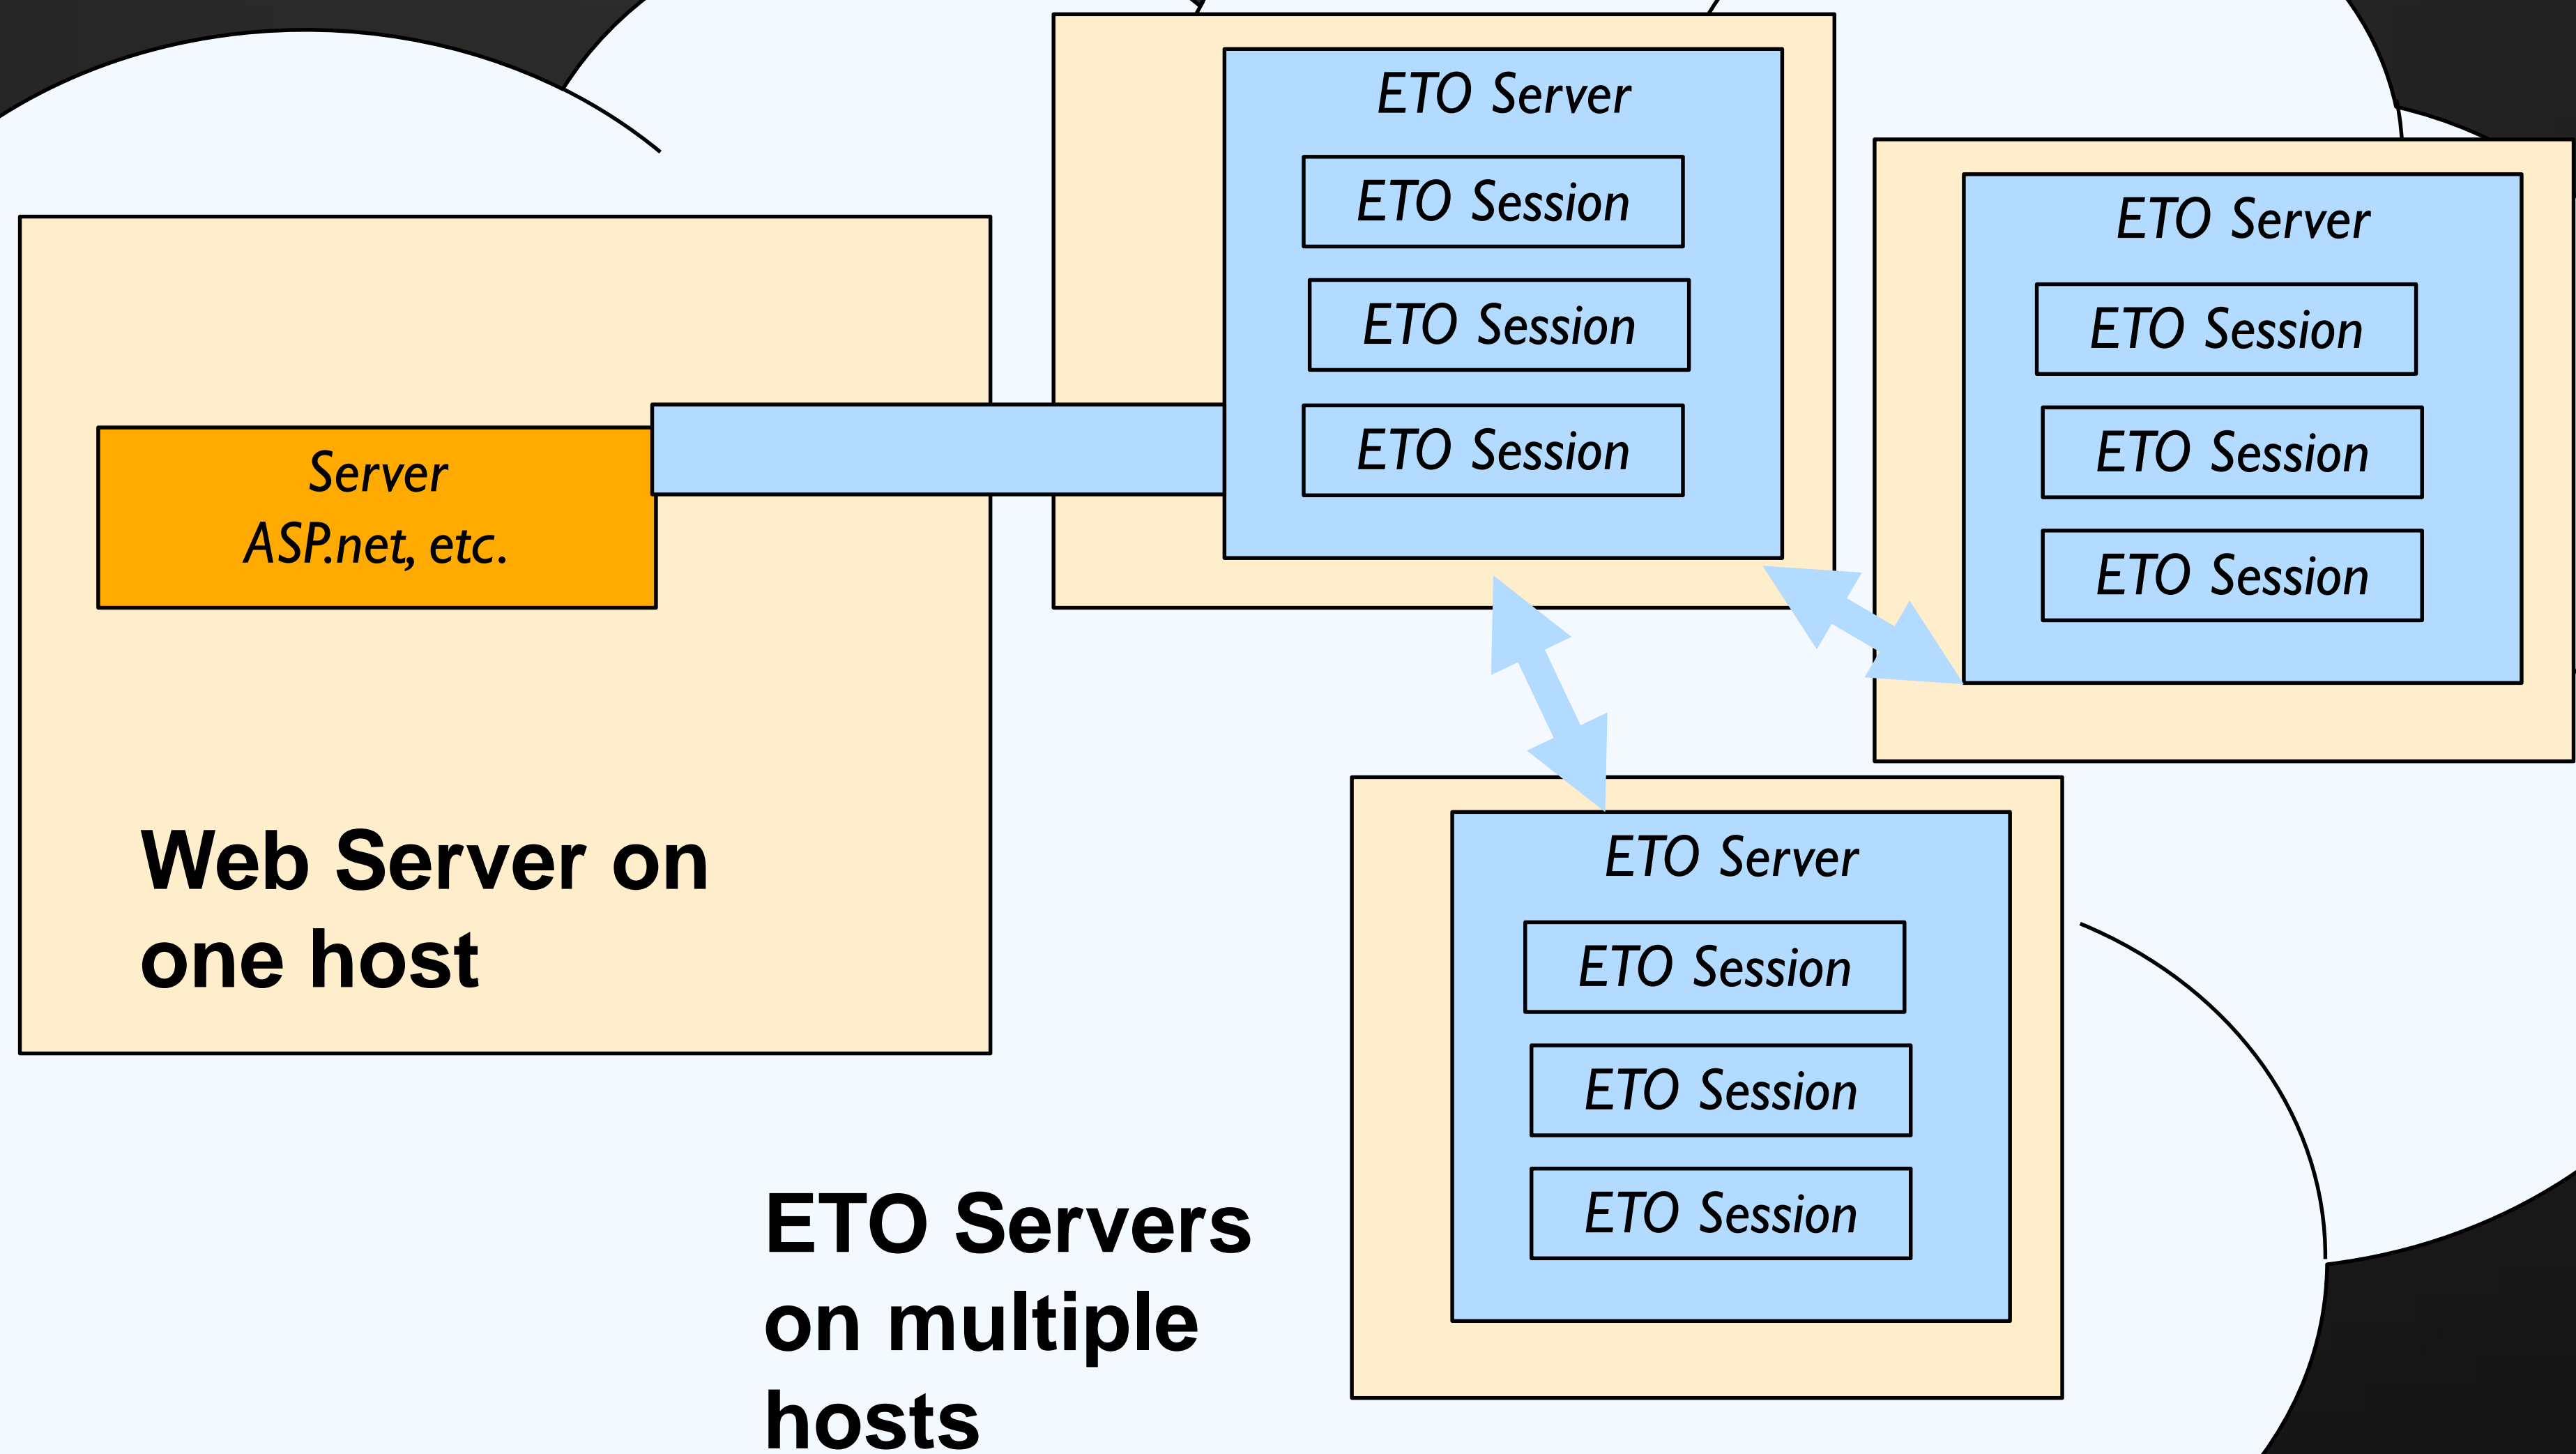 ETO Server
ETO Session
ETO Session
ETO Session
ETO Server
ETO Session
ETO Session
ETO Session
Server
ASP.net, etc.
Web Server on
one host
ETO Server
ETO Session
ETO Session
ETO Session
ETO Servers
on multiple
hosts